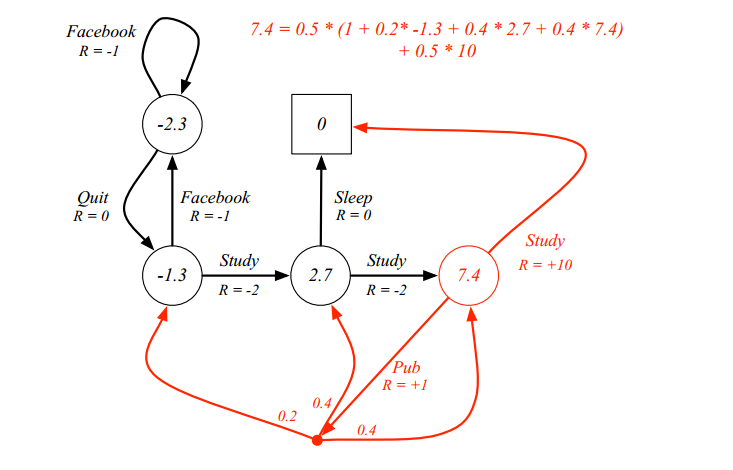 Facebook
R = -1
7.4 = 0.5 * (1 + 0.2* -1.3 + 0.4 * 2.7 + 0.4 * 7.4)
+ 0.5 * 10
-2.3
0
Quit
R = 0
Facebook
R = -1
Sleep
R = 0
Study
R = +10
-1.3
Study
R = -2
2.7
Study
R = -2
7.4
Pub
R = +1
0.2
0.4
0.4